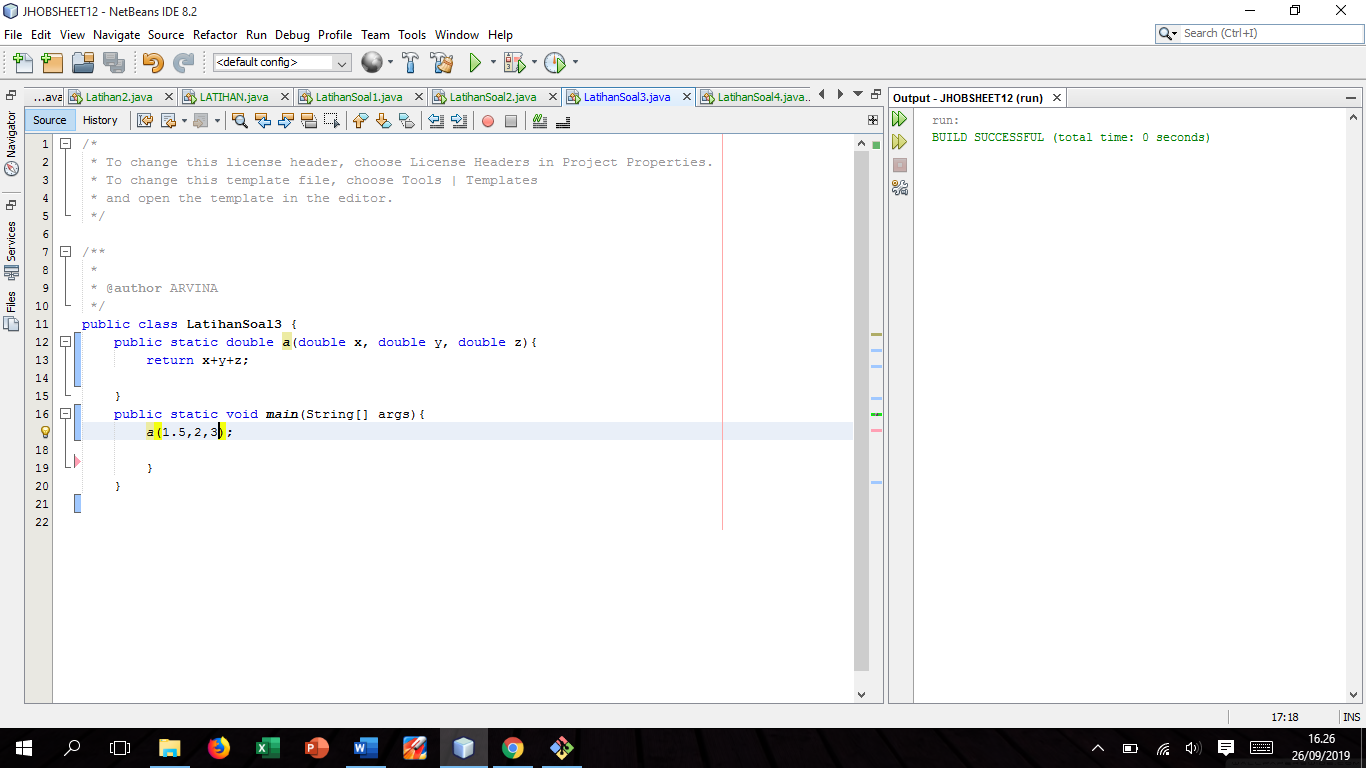 JHOBSHEET12 - NetBeans IDE 8.2
File Edit View Navigate Source Refactor Run Debug Profile Team Tools Window Help
Search (Ctrl+I)
<default config>
...ava Latihan2.java LATIHAN.java LatihanSoal1.java LatihanSoal2.java LatihanSoal3.java LatihanSoal4.java...
Source History
Navigator
Services
Files
1 /*
2 * To change this license header, choose License Headers in Project Properties.
3 * To change this template file, choose Tools | Templates
4 * and open the template in the editor.
5 */
6
7 /**
8 *
9 * @author ARVINA
10 */
11 public class LatihanSoal3 {
12 public static double a(double x, double y, double z){
13 return x+y+z;
14
15 }
16 public static void main(String[] args){
a(1.5,2,3);
18
19 }
20 }
21
22
Output - JHOBSHEET12 (run)
run:
BUILD SUCCESSFUL (total time: 0 seconds)
17:18 INS
16.26
26/09/2019